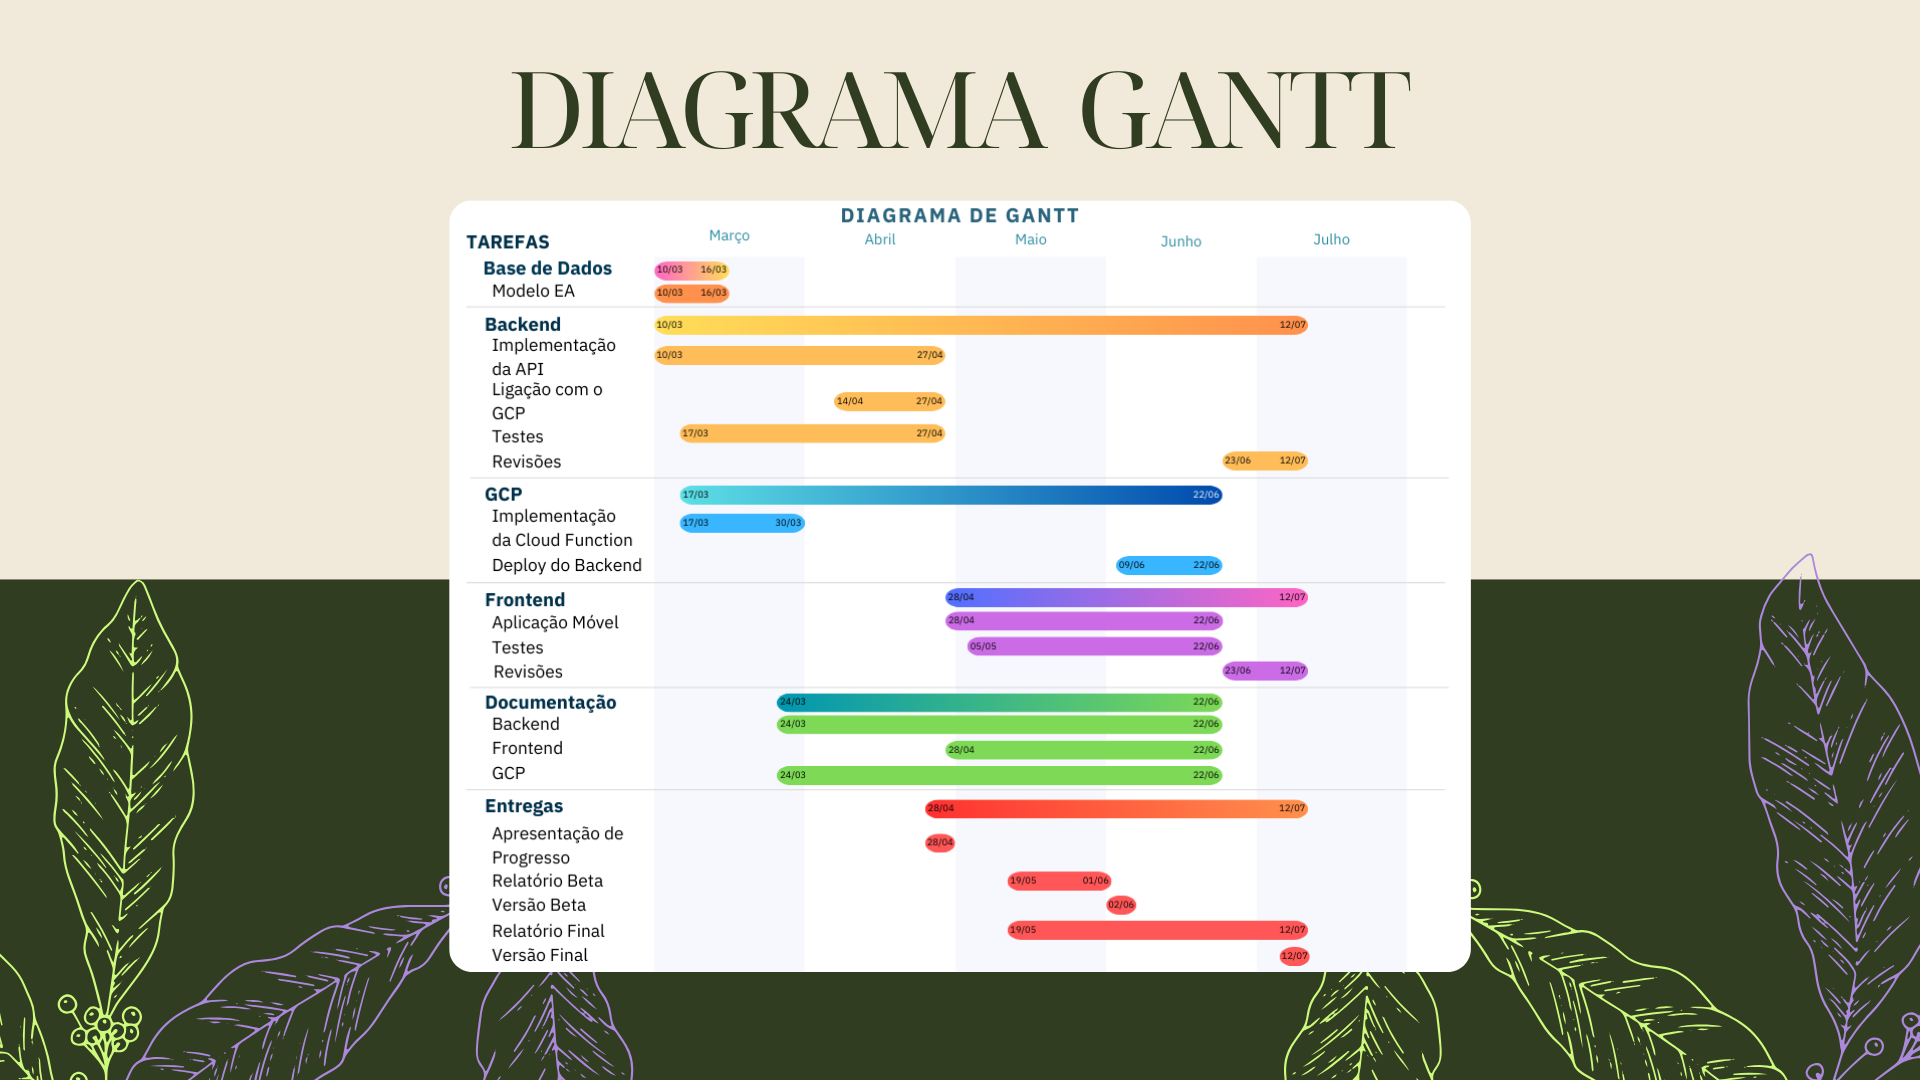 DIAGRAMA GANTT
DIAGRAMA DE GANTT
TAREFAS Março Abril Maio Junho Julho
Base de Dados 10/03 16/03
Modelo EA 10/03 16/03
Backend 10/03 12/07
Implementação
da API 10/03 27/04
Ligação com o
GCP 14/04 27/04
Testes 17/03 27/04
Revisões 23/06 12/07
GCP 17/03 22/06
Implementação
da Cloud Function 17/03 30/03
Deploy do Backend 09/06 22/06
Frontend 28/04 12/07
Aplicação Móvel 28/04 22/06
Testes 05/05 22/06
Revisões 23/06 12/07
Documentação 24/03 22/06
Backend 24/03 22/06
Frontend 28/04 22/06
GCP 24/03 22/06
Entregas 28/04 12/07
Apresentação de
Progresso 28/04
Relatório Beta 19/05 01/06
Versão Beta 02/06
Relatório Final 19/05 12/07
Versão Final 12/07